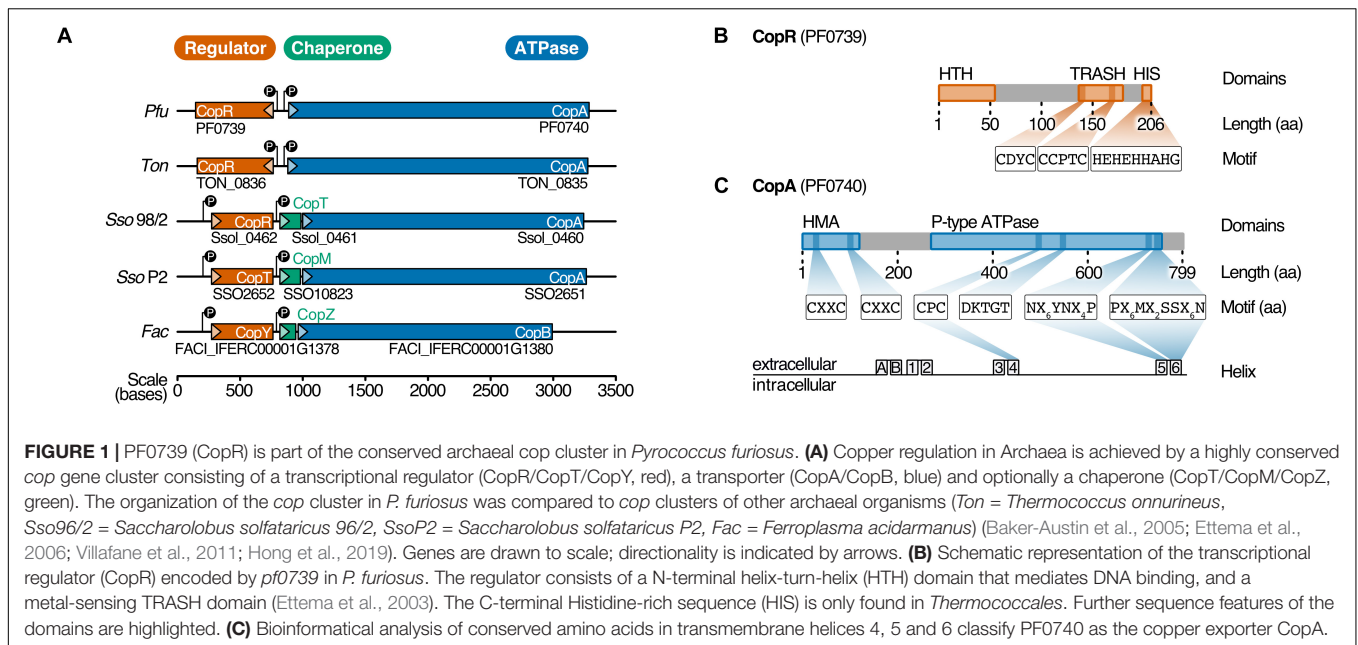 A
Regulator Chaperone ATPase
P P
Pfu CopR CopA
PF0739 PF0740
P P
Ton CopR CopA
TON_0836 TON_0835
P P CopT
Sso 98/2 CopR CopA
Ssol_0462 Ssol_0461 Ssol_0460
P P CopM
Sso P2 CopT CopA
SSO2652 SSO10823 SSO2651
P P CopZ
Fac CopY CopB
FACI_IFERC00001G1378 FACI_IFERC00001G1380
Scale (bases) 0 500 1000 1500 2000 2500 3000 3500
B CopR (PF0739)
HTH TRASH HIS Domains
1 50 100 150 206 Length (aa)
CDYC CCPTC HEHEHHAHG Motif
C CopA (PF0740)
HMA P-type ATPase Domains
1 200 400 600 799 Length (aa)
CXXC CXXC CPC DKTGT NX6YNX4P PX6MX2SSX6N Motif (aa)
extracellular A B 1 2 3 4 5 6 Helix
intracellular
FIGURE 1 | PF0739 (CopR) is part of the conserved archaeal cop cluster in Pyrococcus furiosus. (A) Copper regulation in Archaea is achieved by a highly conserved
cop gene cluster consisting of a transcriptional regulator (CopR/CopT/CopY, red), a transporter (CopA/CopB, blue) and optionally a chaperone (CopT/CopM/CopZ,
green). The organization of the cop cluster in P. furiosus was compared to cop clusters of other archaeal organisms (Ton = Thermococcus onnurineus,
Sso96/2 = Saccharolobus solfataricus 96/2, SsoP2 = Saccharolobus solfataricus P2, Fac = Ferroplasma acidarmanus) (Baker-Austin et al., 2005; Ettema et al.,
2006; Villafane et al., 2011; Hong et al., 2019). Genes are drawn to scale; directionality is indicated by arrows. (B) Schematic representation of the transcriptional
regulator (CopR) encoded by pf0739 in P. furiosus. The regulator consists of a N-terminal helix-turn-helix (HTH) domain that mediates DNA binding, and a
metal-sensing TRASH domain (Ettema et al., 2003). The C-terminal Histidine-rich sequence (HIS) is only found in Thermococcales. Further sequence features of the
domains are highlighted. (C) Bioinformatical analysis of conserved amino acids in transmembrane helices 4, 5 and 6 classify PF0740 as the copper exporter CopA.